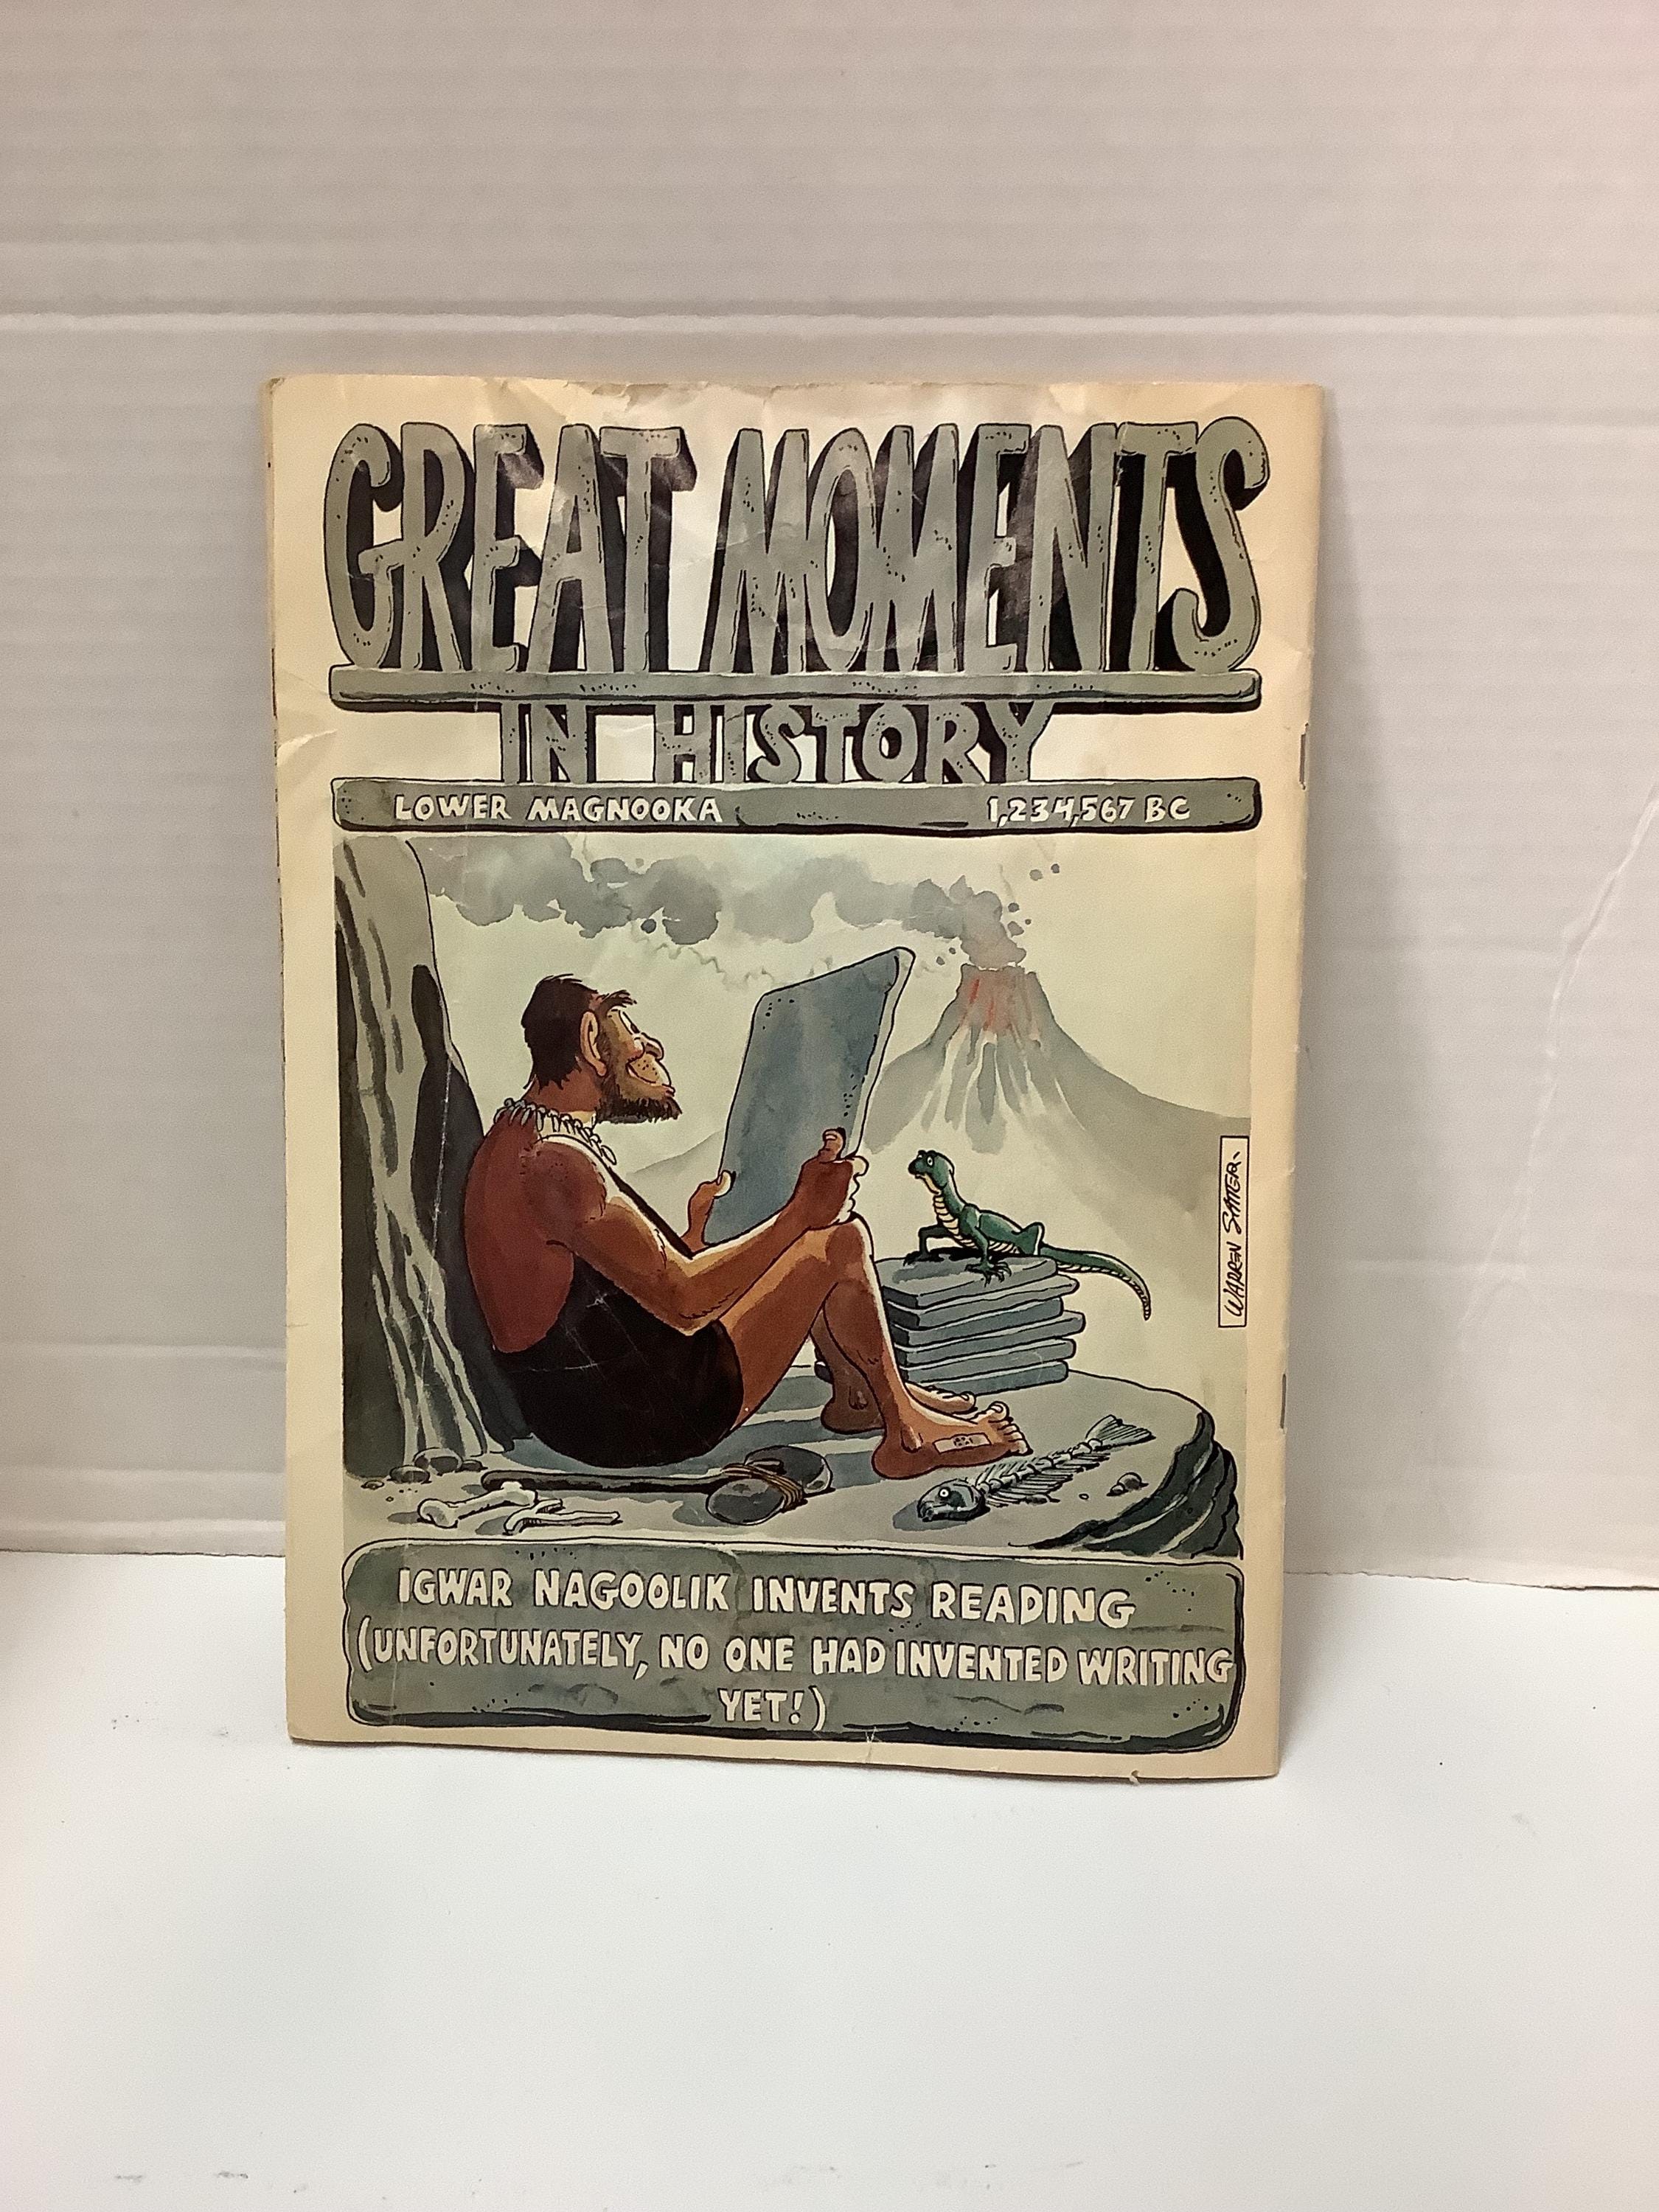 GREAT MOMENTS
IN HISTORY
LOWER MAGNOOKA 1,234,567 BC
WARREN SATTLER
IGWAR NAGOOLIK INVENTS READING
(UNFORTUNATELY, NO ONE HAD INVENTED WRITING
YET!)